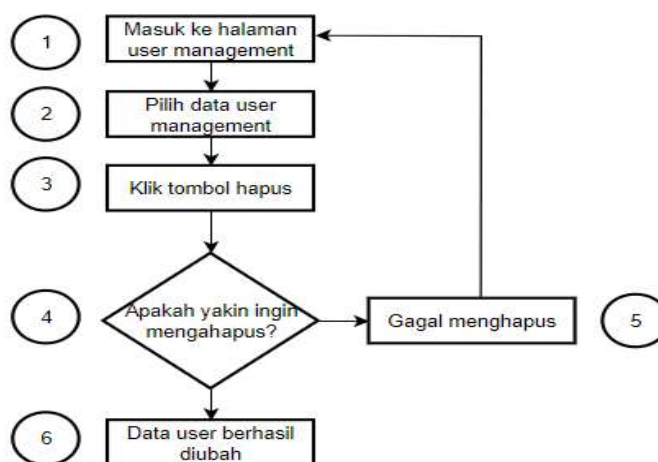 1
Masuk ke halaman
user management
2
Pilih data user
management
3
Klik tombol hapus
4
Apakah yakin ingin
mengahapus?
Gagal menghapus
5
6
Data user berhasil
diubah